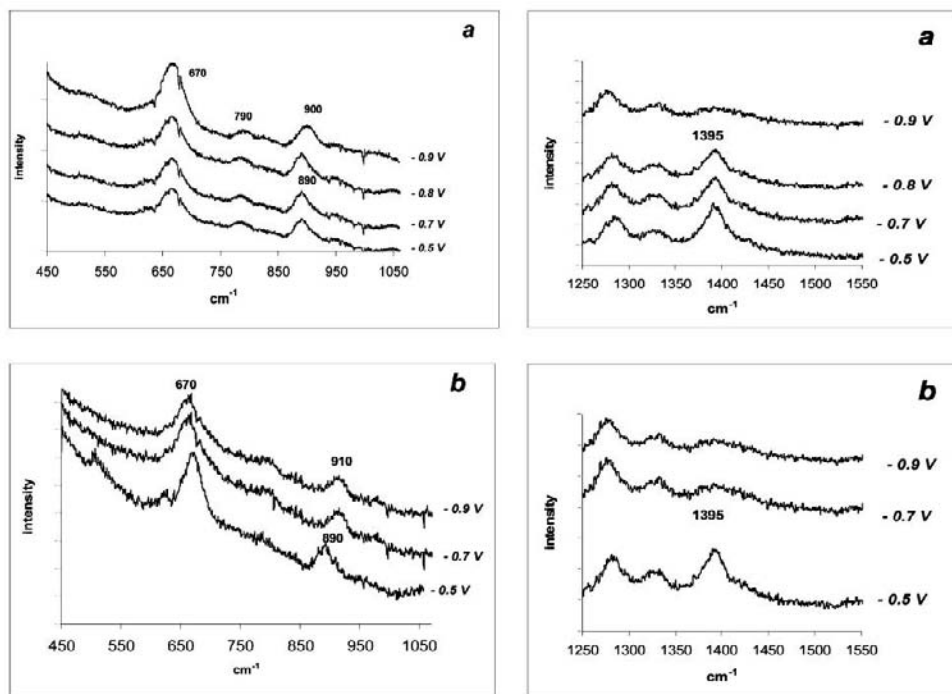 a
670
790
900
890
intensity
- 0.9 V
- 0.8 V
- 0.7 V
- 0.5 V
450 550 650 750 850 950 1050
cm-1
a
1395
intensity
- 0.9 V
- 0.8 V
- 0.7 V
- 0.5 V
1250 1300 1350 1400 1450 1500 1550
cm-1
b
670
910
890
intensity
- 0.9 V
- 0.7 V
- 0.5 V
450 550 650 750 850 950 1050
cm-1
b
1395
Intensity
- 0.9 V
- 0.7 V
- 0.5 V
1250 1300 1350 1400 1450 1500 1550
cm-1